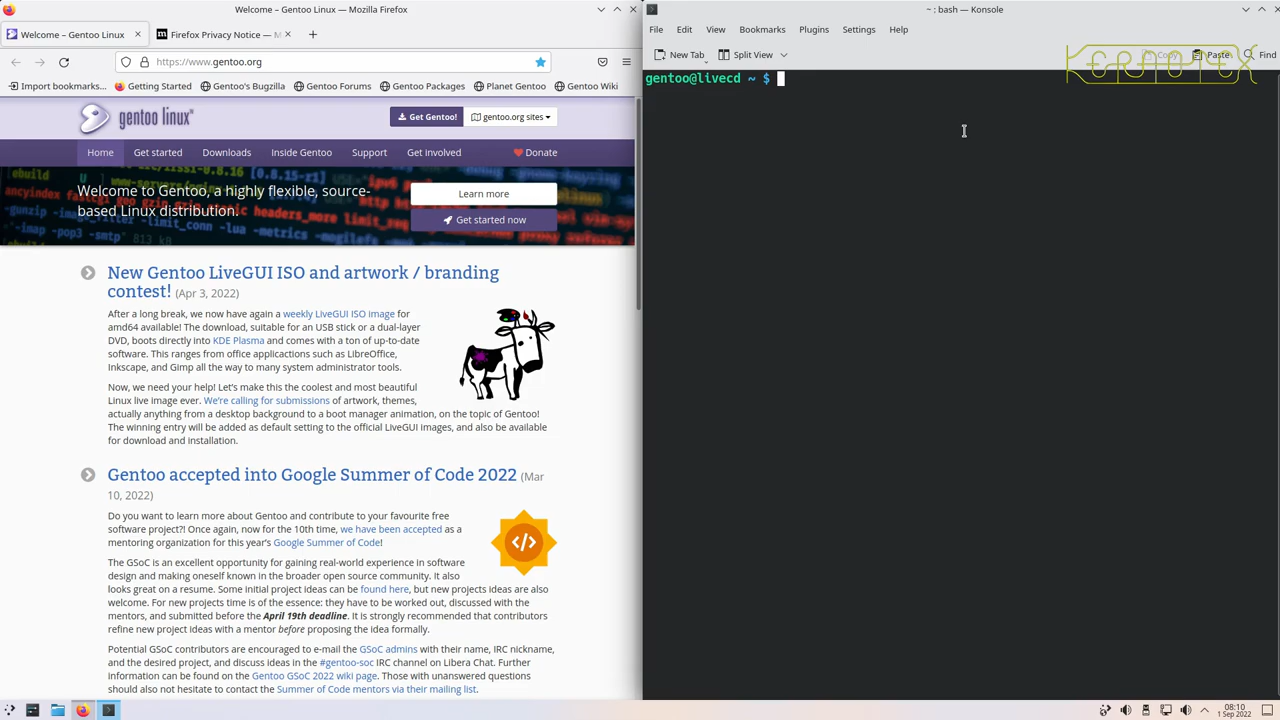 Welcome – Gentoo Linux — Mozilla Firefox
Welcome – Gentoo Linux
Firefox Privacy Notice — M
https://www.gentoo.org
Import bookmarks...
Getting Started
Gentoo's Bugzilla
Gentoo Forums
Gentoo Packages
Planet Gentoo
Gentoo Wiki
gentoo linux
Get Gentoo!
gentoo.org sites
Home
Get started
Downloads
Inside Gentoo
Support
Get involved
Donate
Welcome to Gentoo, a highly flexible, source-
based Linux distribution.
Learn more
Get started now
New Gentoo LiveGUI ISO and artwork / branding
contest! (Apr 3, 2022)
After a long break, we now have again a weekly LiveGUI ISO image for
amd64 available! The download, suitable for an USB stick or a dual-layer
DVD, boots directly into KDE Plasma and comes with a ton of up-to-date
software. This ranges from office applicactions such as LibreOffice,
Inkscape, and Gimp all the way to many system administrator tools.
Now, we need your help! Let's make this the coolest and most beautiful
Linux live image ever. We're calling for submissions of artwork, themes,
actually anything from a desktop background to a boot manager animation, on the topic of Gentoo!
The winning entry will be added as default setting to the official LiveGUI images, and also be available
for download and installation.
Gentoo accepted into Google Summer of Code 2022 (Mar
10, 2022)
Do you want to learn more about Gentoo and contribute to your favourite free
software project?! Once again, now for the 10th time, we have been accepted as a
mentoring organization for this year's Google Summer of Code!
The GSoC is an excellent opportunity for gaining real-world experience in software
design and making oneself known in the broader open source community. It also
looks great on a resume. Some initial project ideas can be found here, but new projects ideas are also
welcome. For new projects time is of the essence: they have to be worked out, discussed with the
mentors, and submitted before the April 19th deadline. It is strongly recommended that contributors
refine new project ideas with a mentor before proposing the idea formally.
Potential GSoC contributors are encouraged to e-mail the GSoC admins with their name, IRC nickname,
and the desired project, and discuss ideas in the #gentoo-soc IRC channel on Libera Chat. Further
information can be found on the Gentoo GSoC 2022 wiki page. Those with unanswered questions
should also not hesitate to contact the Summer of Code mentors via their mailing list.
~ : bash — Konsole
File Edit View Bookmarks Plugins Settings Help
New Tab
Split View
Copy
Paste
Find
gentoo@livecd ~ $
08:10
1 Sep 2022